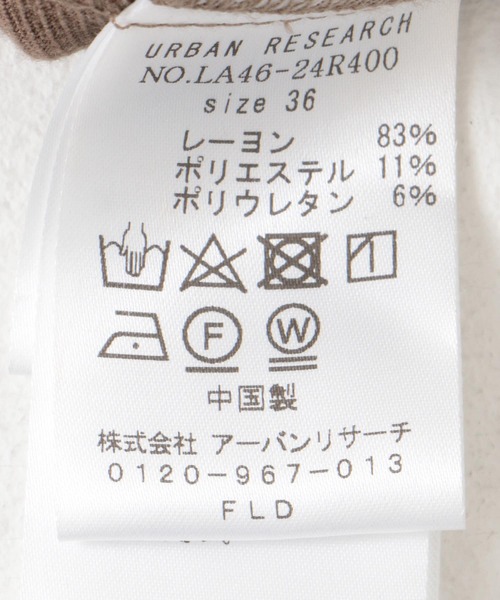 URBAN RESEARCH
NO.LA46-24R400
size 36
レーヨン 83%
ポリエステル 11%
ポリウレタン 6%
F W
中国製
株式会社 アーバンリサーチ
0120-967-013
FLD